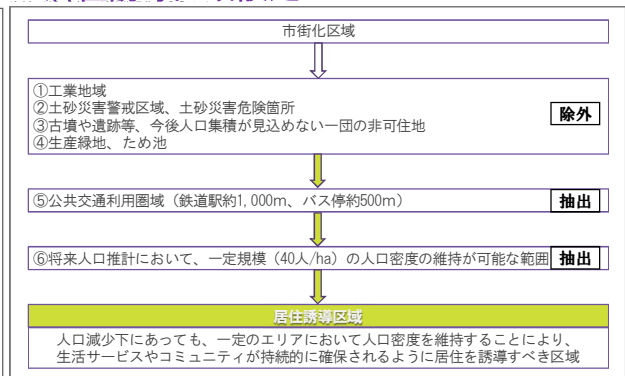 市街化区域
①工業地域
②土砂災害警戒区域、土砂災害危険箇所
③古墳や遺跡等、今後人口集積が見込めない一団の非可住地
④生産緑地、ため池
除外
⑤公共交通利用圏域（鉄道駅約1,000m、バス停約500m）
抽出
⑥将来人口推計において、一定規模（40人/ha）の人口密度の維持が可能な範囲
抽出
居住誘導区域
人口減少下にあっても、一定のエリアにおいて人口密度を維持することにより、
生活サービスやコミュニティが持続的に確保されるように居住を誘導すべき区域